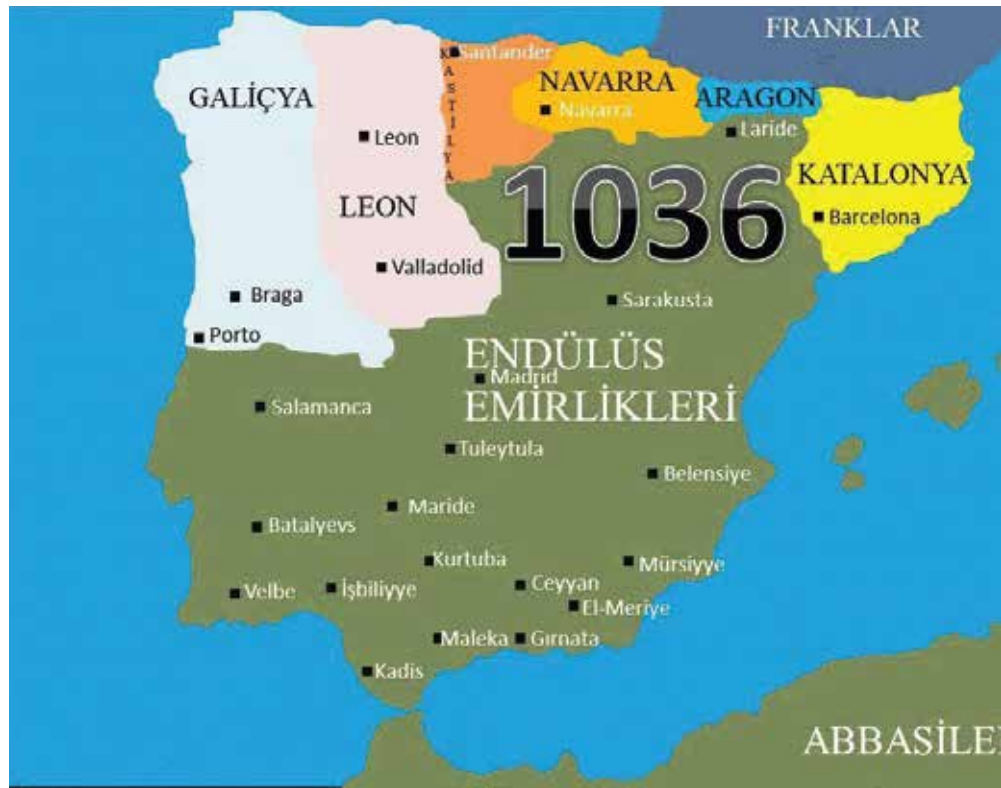 FRANKLAR
Santander
KASTİLYA
GALİÇYA
NAVARRA
Navarra
ARAGON
Laride
Leon
KATALONYA
LEON
1036
Barcelona
Valladolid
Braga
Sarakusta
Porto
ENDÜLÜS
Madrid
EMİRLİKLERİ
Salamanca
Tuleytula
Belensiye
Maride
Batalyevs
Kurtuba
Mürsiyye
Ceyyan
İşbiliyye
Velbe
El-Meriye
Maleka
Gırnata
Kadis
ABBASİLE